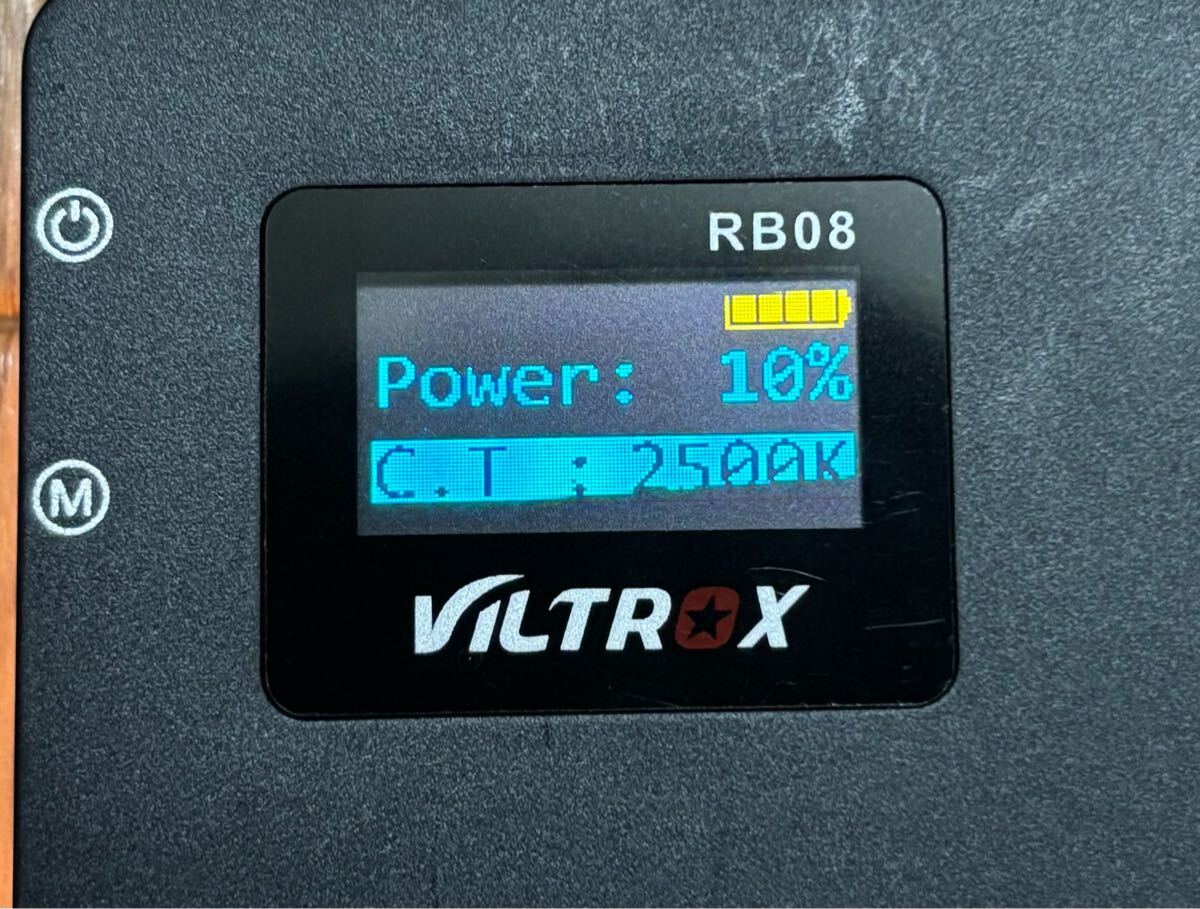 RB08
Power: 10%
C.T : 2500K
M
VILTROX